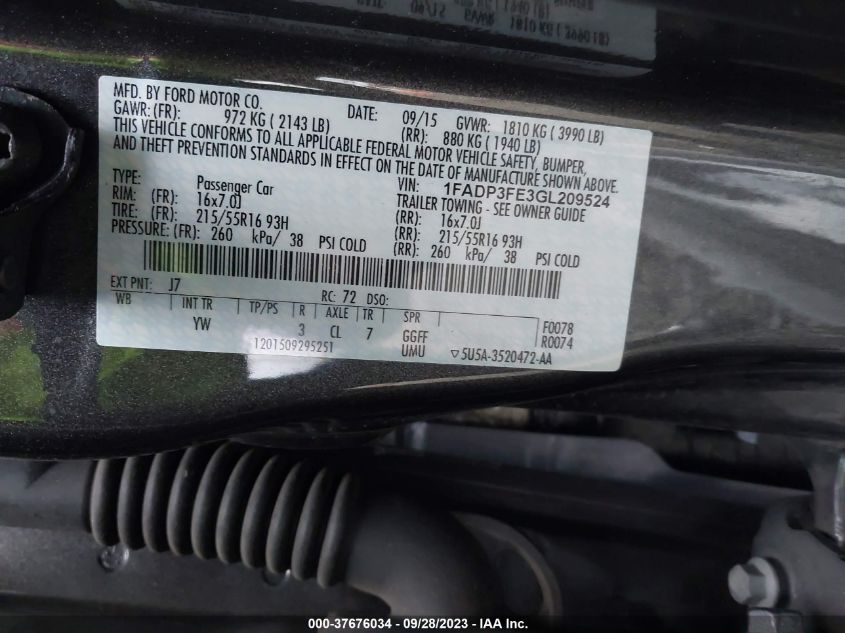 MFD. BY FORD MOTOR CO.
DATE: 09/15 GVWR: 1810 KG ( 3990 LB)
GAWR: (FR): 972 KG ( 2143 LB) (RR): 880 KG ( 1940 LB)
THIS VEHICLE CONFORMS TO ALL APPLICABLE FEDERAL MOTOR VEHICLE SAFETY, BUMPER,
AND THEFT PREVENTION STANDARDS IN EFFECT ON THE DATE OF MANUFACTURE SHOWN ABOVE.
TYPE: Passenger Car VIN: 1FADP3FE3GL209524
TRAILER TOWING - SEE OWNER GUIDE
RIM: (FR): 16x7.0J (RR): 16x7.0J
TIRE: (FR): 215/55R16 93H (RR): 215/55R16 93H
PRESSURE: (FR): 260 kPa/ 38 PSI COLD (RR): 260 kPa/ 38 PSI COLD
EXT PNT: J7 RC: 72 DSO:
WB INT TR TP/PS R AXLE TR SPR
YW 3 CL 7 GGFF F0078
UMU R0074
1201509295251 ▽5U5A-3520472-AA
000-37676034 / 09/28/2023 - IAA Inc.